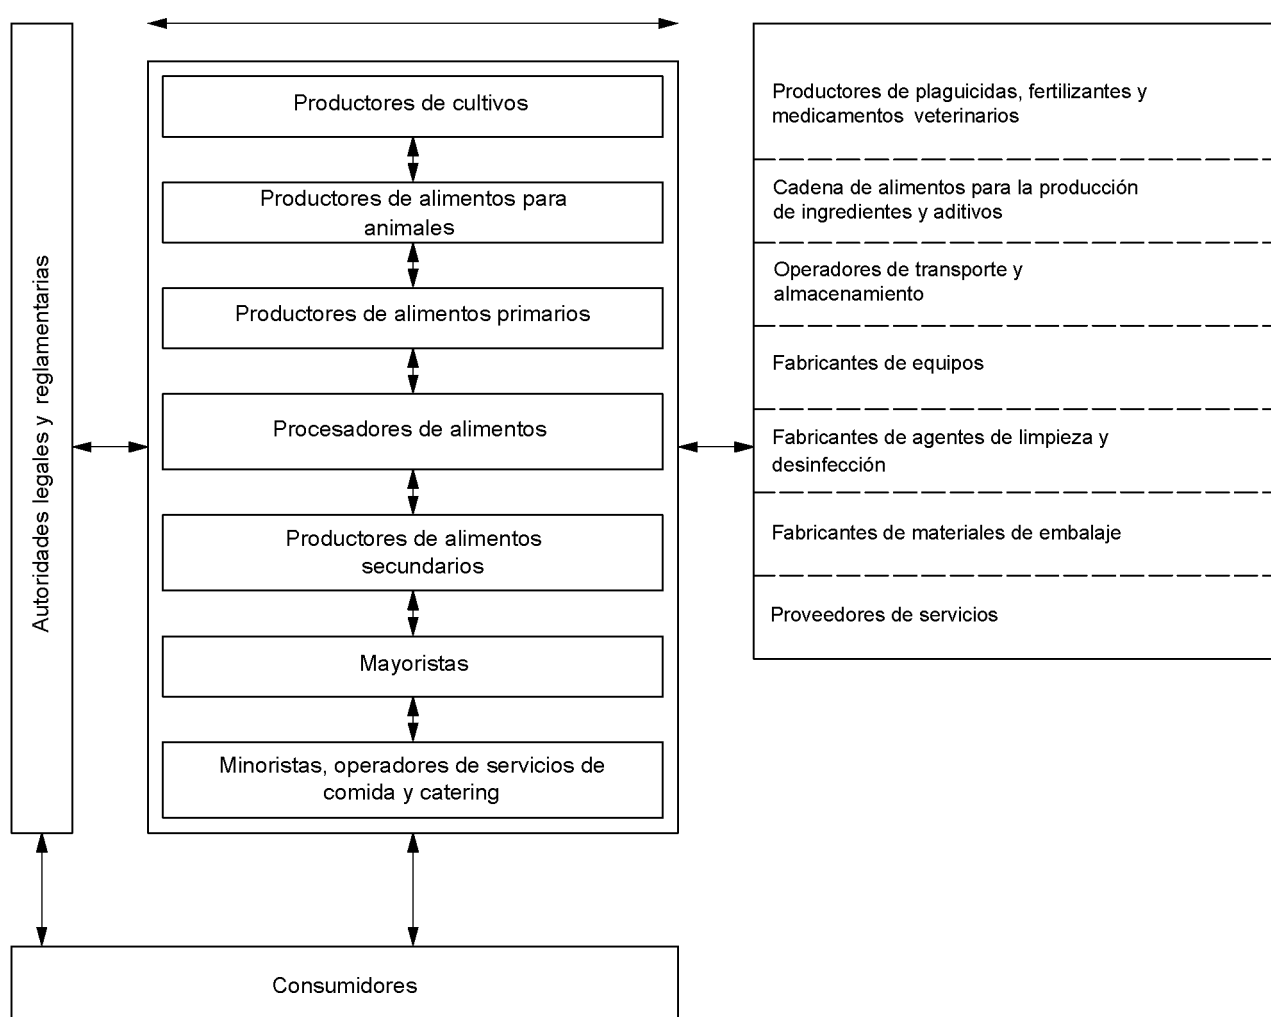 Autoridades legales y reglamentarias
Productores de cultivos
Productores de alimentos para
animales
Productores de alimentos primarios
Procesadores de alimentos
Productores de alimentos
secundarios
Mayoristas
Minoristas, operadores de servicios de
comida y catering
Productores de plaguicidas, fertilizantes y
medicamentos veterinarios
Cadena de alimentos para la producción
de ingredientes y aditivos
Operadores de transporte y
almacenamiento
Fabricantes de equipos
Fabricantes de agentes de limpieza y
desinfección
Fabricantes de materiales de embalaje
Proveedores de servicios
Consumidores